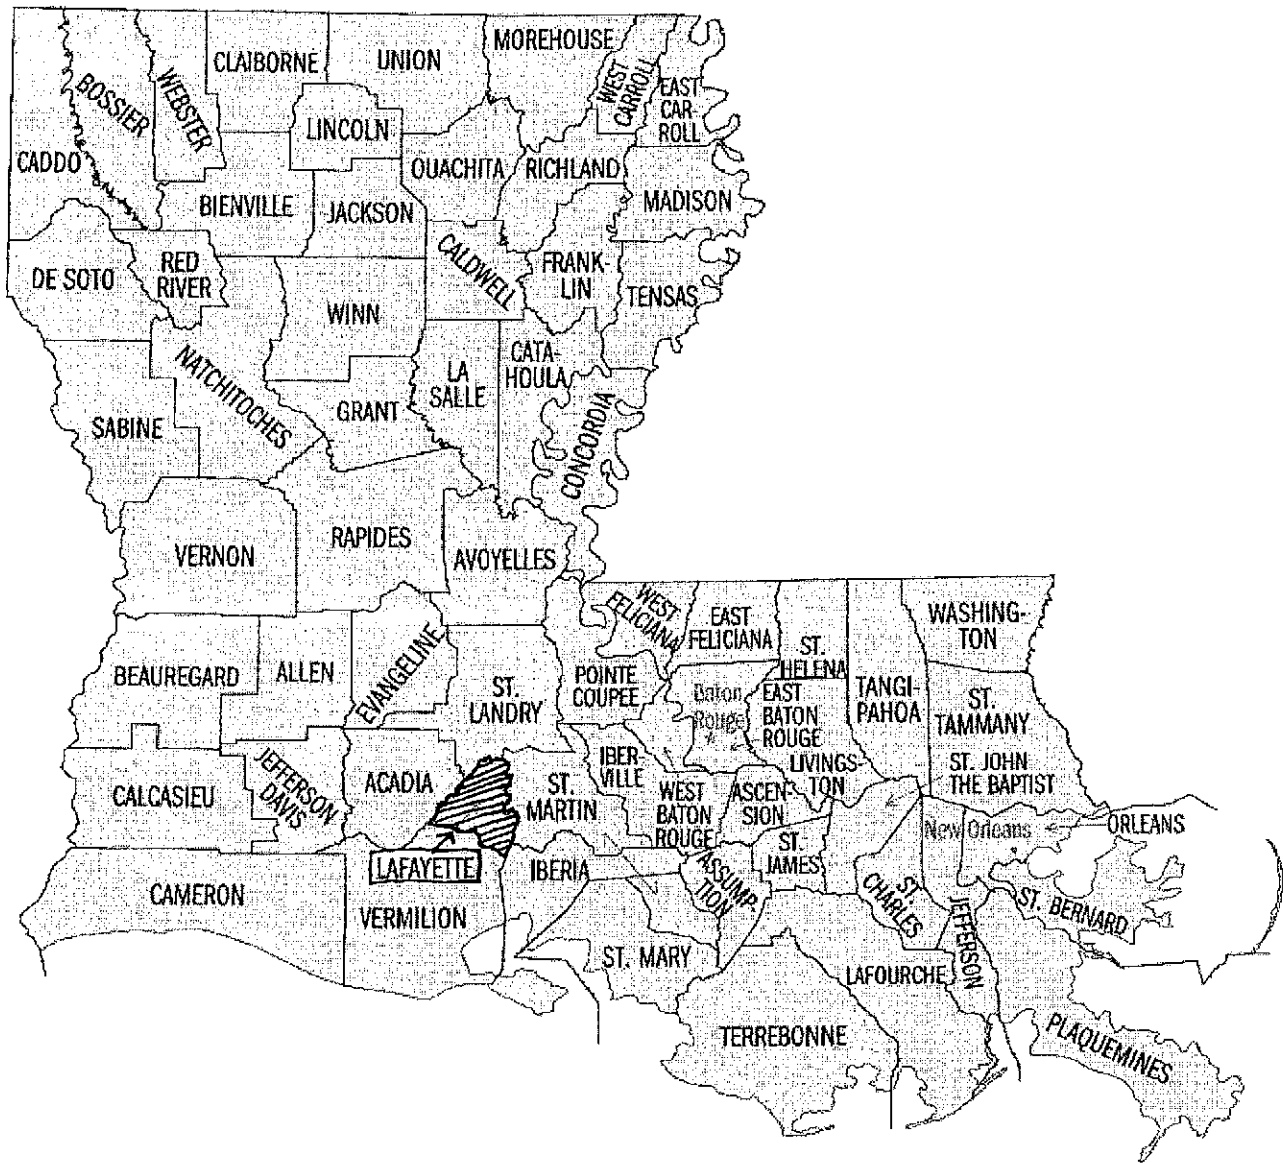 CLAIBORNE
UNION
MOREHOUSE
BOSSIER
WEBSTER
WEST
CARROLL
EAST
CAR-
ROLL
LINCOLN
CADDO
OUACHITA
RICHLAND
BIENVILLE
JACKSON
MADISON
DE SOTO
RED
RIVER
CALDWELL
FRANK-
LIN
TENSAS
WINN
NATCHITOCHES
LA
SALLE
CATA-
HOULA
GRANT
SABINE
CONCORDIA
VERNON
RAPIDES
AVOYELLES
WEST
FELICIANA
EAST
FELICIANA
ST.
HELENA
WASHING-
TON
BEAUREGARD
ALLEN
EVANGELINE
ST.
LANDRY
POINTE
COUPEE
Baton
Rouge
EAST
BATON
ROUGE
TANGI-
PAHOA
ST.
TAMMANY
CALCASIEU
JEFFERSON
DAVIS
ACADIA
ST.
MARTIN
IBER-
VILLE
WEST
BATON
ROUGE
ASCEN-
SION
LIVINGS-
TON
ST. JOHN
THE BAPTIST
New Orleans
ORLEANS
LAFAYETTE
CAMERON
VERMILION
IBERIA
ASSUMP-
TION
ST.
JAMES
ST.
CHARLES
JEFFERSON
ST. BERNARD
ST. MARY
LAFOURCHE
TERREBONNE
PLAQUEMINES